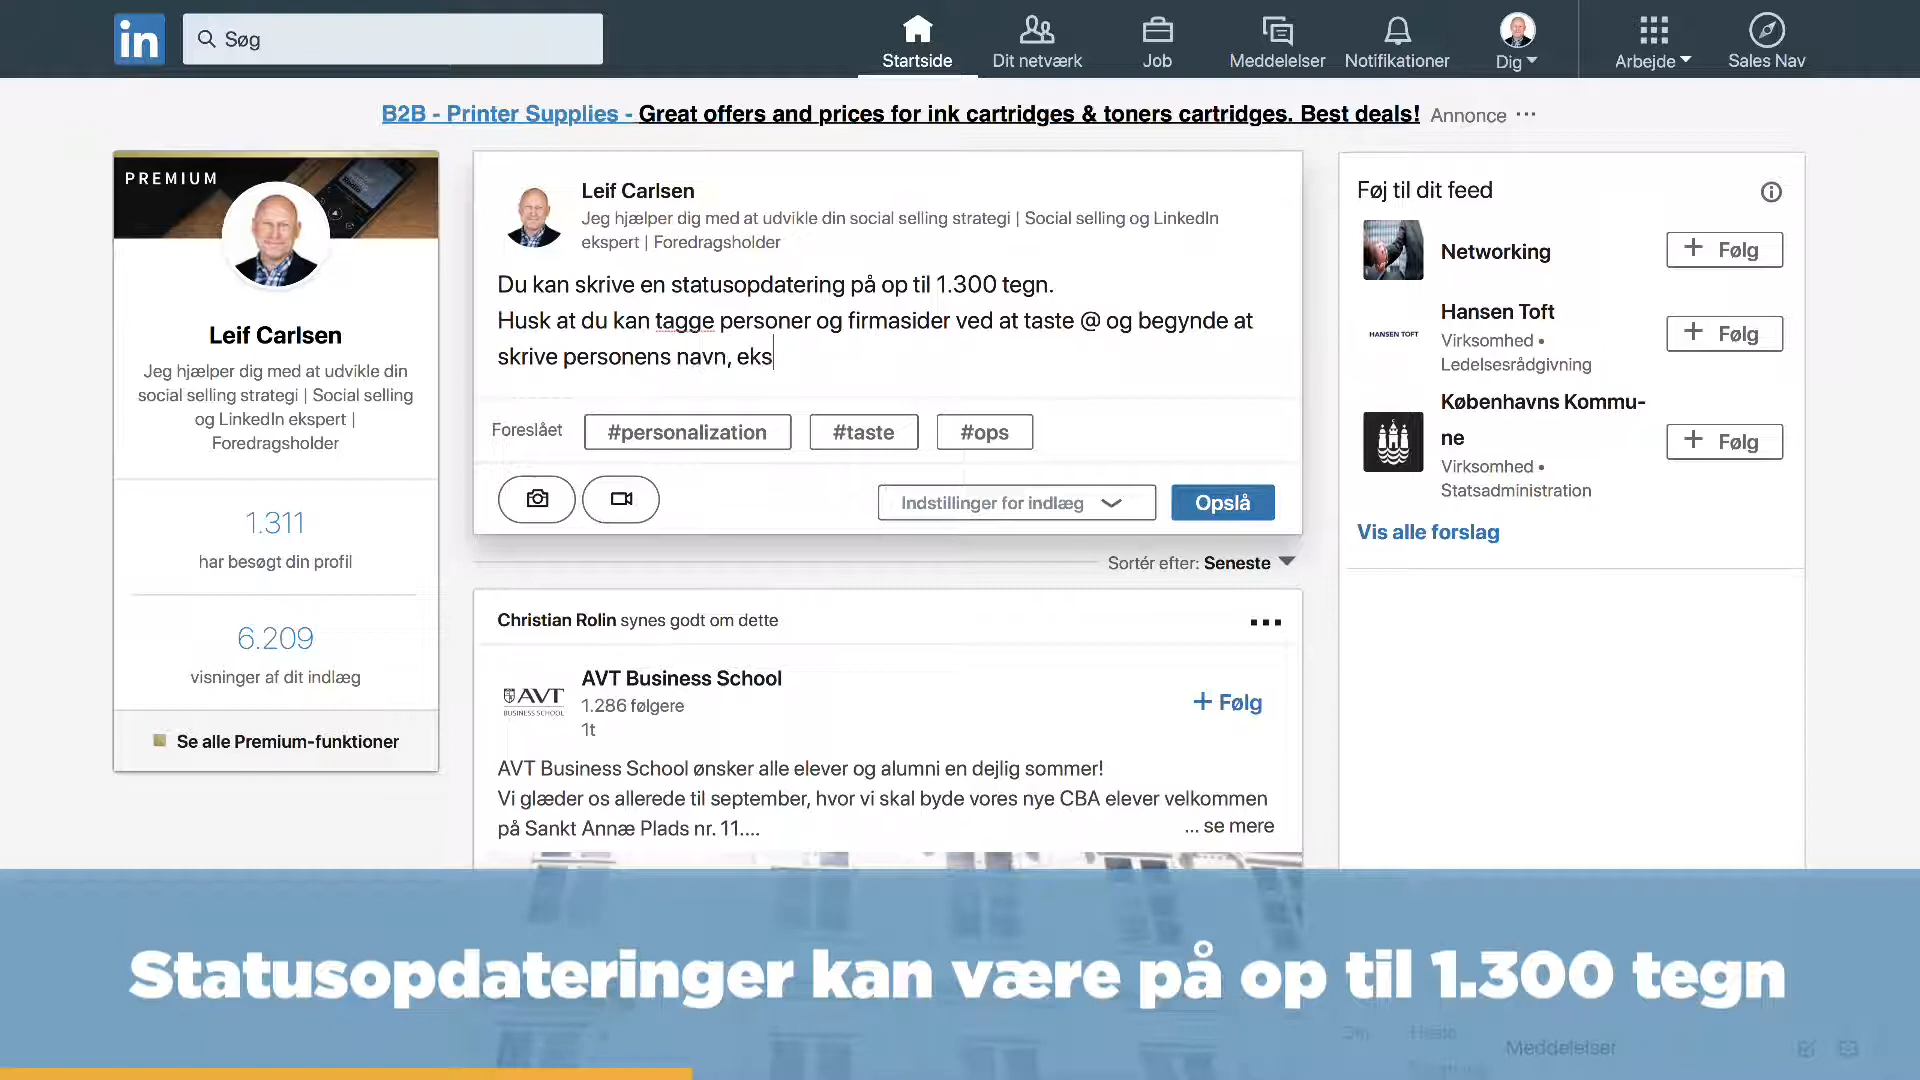 in
Søg
Startside
Dit netværk
Job
Meddelelser
Notifikationer
Dig
Arbejde
Sales Nav
B2B - Printer Supplies - Great offers and prices for ink cartridges & toners cartridges. Best deals! Annonce ···
PREMIUM
Leif Carlsen
Jeg hjælper dig med at udvikle din
social selling strategi | Social selling
og LinkedIn ekspert |
Foredragsholder
1.311
har besøgt din profil
6.209
visninger af dit indlæg
Se alle Premium-funktioner
Leif Carlsen
Jeg hjælper dig med at udvikle din social selling strategi | Social selling og LinkedIn
ekspert | Foredragsholder
Du kan skrive en statusopdatering på op til 1.300 tegn.
Husk at du kan tagge personer og firmasider ved at taste @ og begynde at
skrive personens navn, eks
Foreslået
#personalization
#taste
#ops
Indstillinger for indlæg
Opslå
Sortér efter: Seneste
Christian Rolin synes godt om dette
AVT
BUSINESS SCHOOL
AVT Business School
1.286 følgere
1t
+ Følg
AVT Business School ønsker alle elever og alumni en dejlig sommer!
Vi glæder os allerede til september, hvor vi skal byde vores nye CBA elever velkommen
på Sankt Annæ Plads nr. 11....
... se mere
Føj til dit feed
Networking
+ Følg
HANSEN TOFT
Hansen Toft
Virksomhed •
Ledelsesrådgivning
+ Følg
Københavns Kommu-
ne
Virksomhed •
Statsadministration
+ Følg
Vis alle forslag
Statusopdateringer kan være på op til 1.300 tegn
Meddelelser